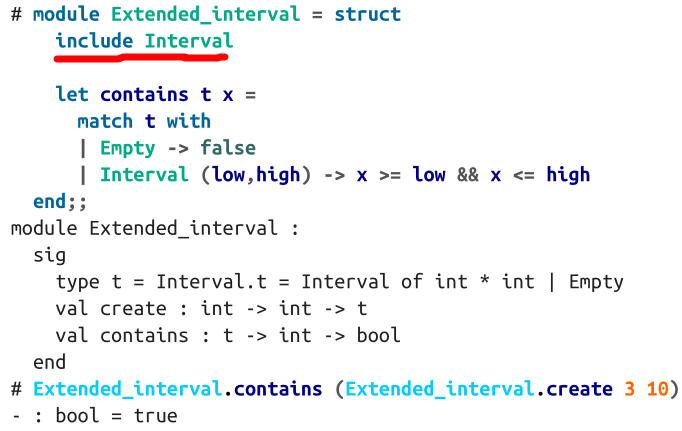 # module Extended_interval = struct
include Interval
let contains t x =
match t with
| Empty -> false
| Interval (low,high) -> x >= low && x <= high
end;;
module Extended_interval :
sig
type t = Interval.t = Interval of int * int | Empty
val create : int -> int -> t
val contains : t -> int -> bool
end
# Extended_interval.contains (Extended_interval.create 3 10)
- : bool = true